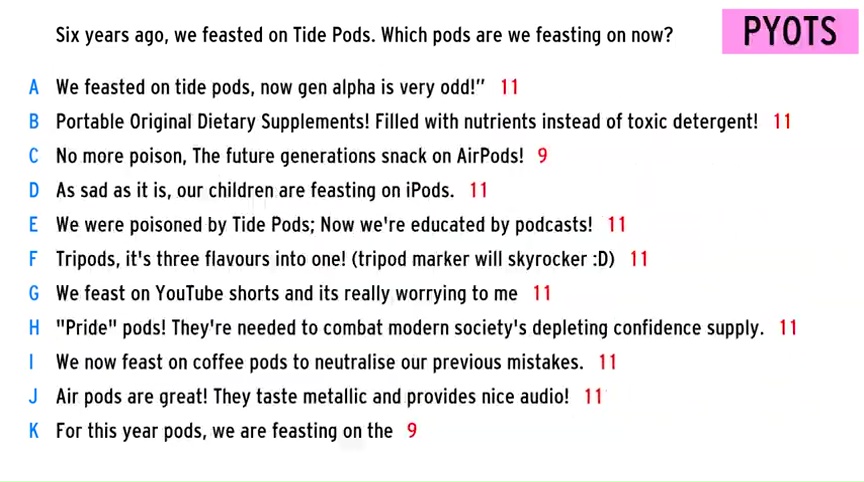 Six years ago, we feasted on Tide Pods. Which pods are we feasting on now?
PYOTS
A We feasted on tide pods, now gen alpha is very odd!” 11
B Portable Original Dietary Supplements! Filled with nutrients instead of toxic detergent! 11
C No more poison, The future generations snack on AirPods! 9
D As sad as it is, our children are feasting on iPods. 11
E We were poisoned by Tide Pods; Now we're educated by podcasts! 11
F Tripods, it's three flavours into one! (tripod marker will skyrocker :D) 11
G We feast on YouTube shorts and its really worrying to me 11
H "Pride" pods! They're needed to combat modern society's depleting confidence supply. 11
I We now feast on coffee pods to neutralise our previous mistakes. 11
J Air pods are great! They taste metallic and provides nice audio! 11
K For this year pods, we are feasting on the 9